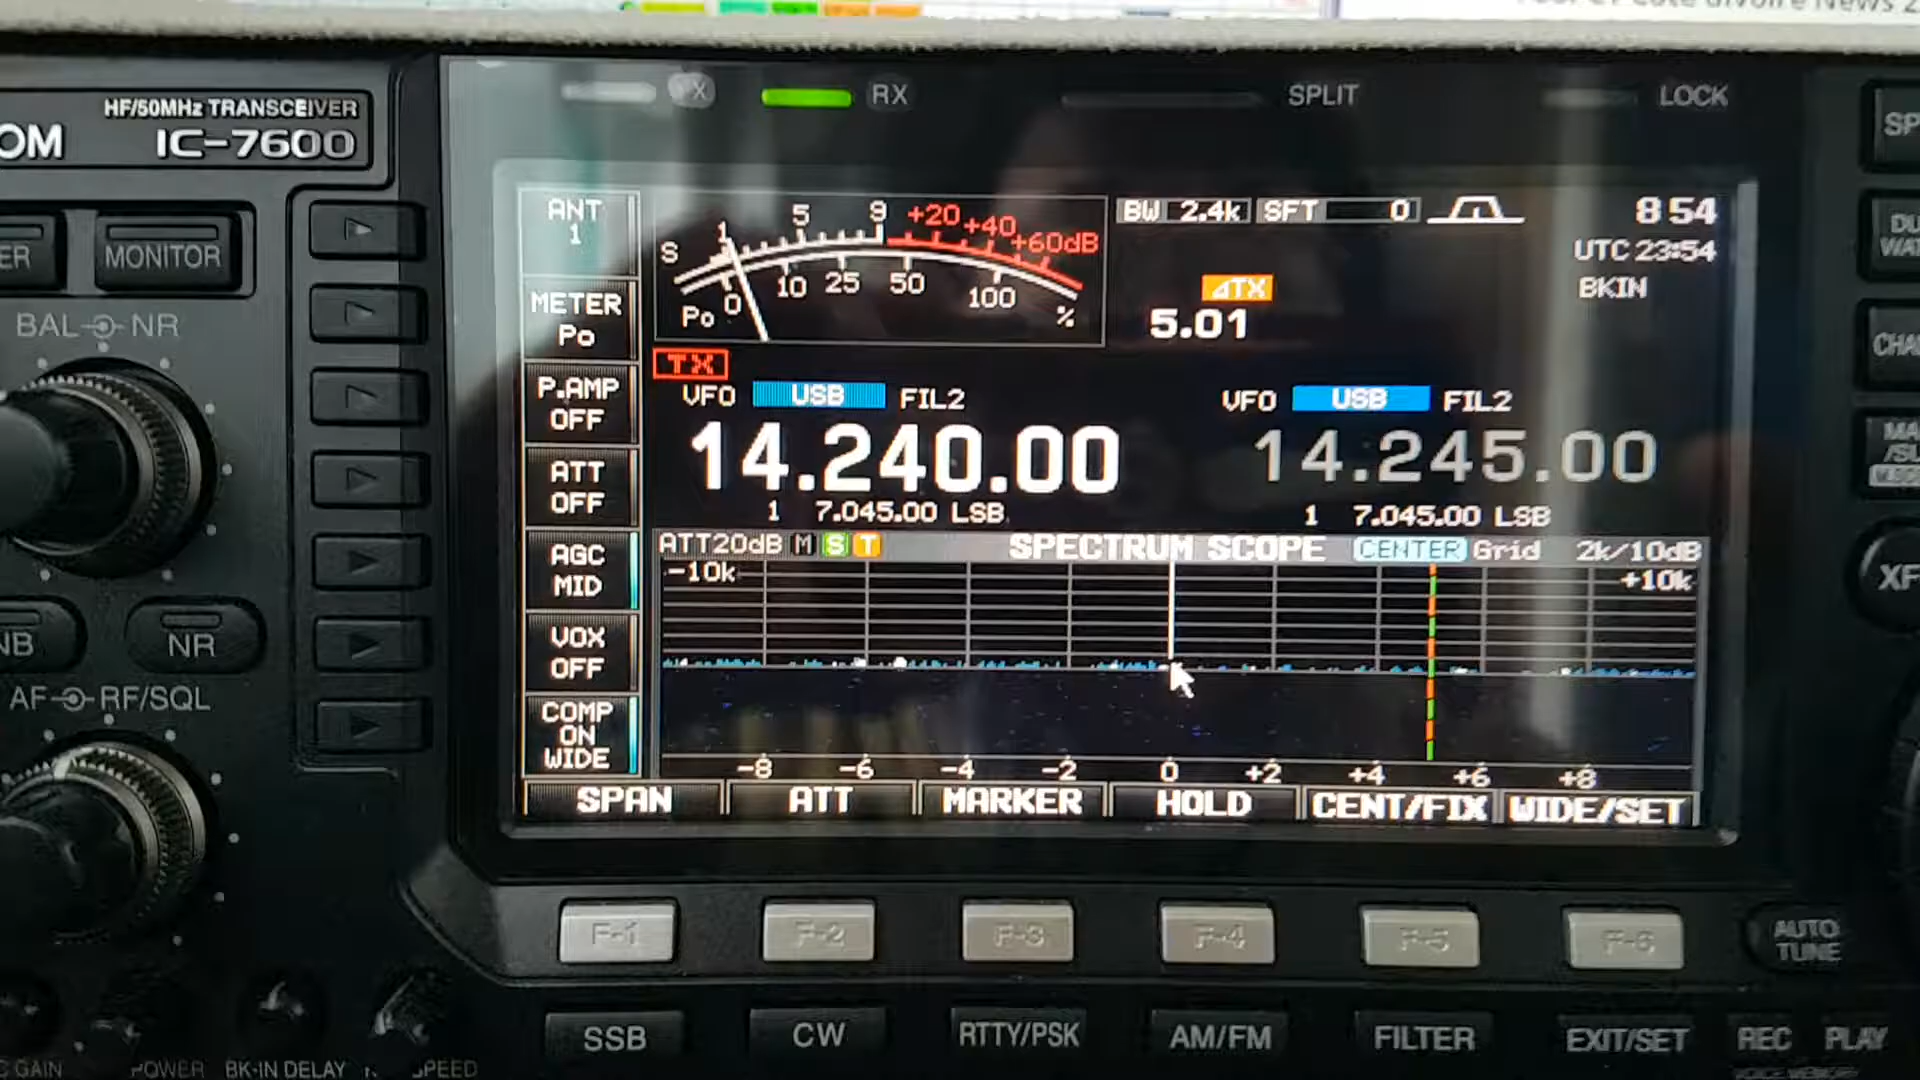 TX RX SPLIT LOCK
HF/50MHz TRANSCEIVER
OM IC-7600
ER MONITOR
BAL NR
NB NR
AF RF/SQL
ANT
1
METER
Po
P.AMP
OFF
ATT
OFF
AGC
MID
VOX
OFF
COMP
ON
WIDE
S 1 5 9 +20 +40 +60dB
Po 0 10 25 50 100 %
BW 2.4k SFT 0
8 54
UTC 23:54
BKIN
⊿TX
5.01
TX
VFO USB FIL2
14.240.00
1 7.045.00 LSB
VFO USB FIL2
14.245.00
1 7.045.00 LSB
ATT20dB M S T SPECTRUM SCOPE CENTER Grid 2k/10dB
-10k +10k
-8 -6 -4 -2 0 +2 +4 +6 +8
SPAN ATT MARKER HOLD CENT/FIX WIDE/SET
F-1 F-2 F-3 F-4 F-5 F-6
AUTO
TUNE
SSB CW RTTY/PSK AM/FM FILTER EXIT/SET REC PLAY
GAIN POWER BK-IN DELAY SPEED